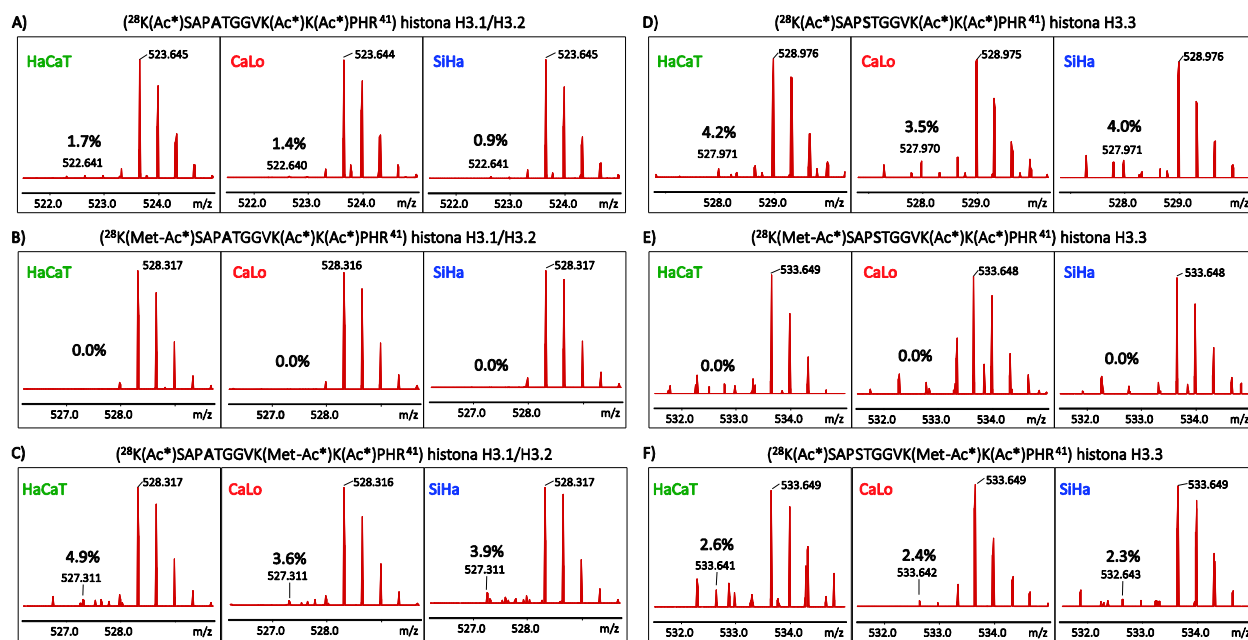 A) (²⁸K(Ac*)SAPATGGVK(Ac*)K(Ac*)PHR⁴¹) histona H3.1/H3.2
HaCaT
523.645
1.7%
522.641
522.0 523.0 524.0 m/z
CaLo
523.644
1.4%
522.640
522.0 523.0 524.0 m/z
SiHa
523.645
0.9%
522.641
522.0 523.0 524.0 m/z
B) (²⁸K(Met-Ac*)SAPATGGVK(Ac*)K(Ac*)PHR⁴¹) histona H3.1/H3.2
HaCaT
528.317
0.0%
527.0 528.0 m/z
CaLo
528.316
0.0%
527.0 528.0 m/z
SiHa
528.317
0.0%
527.0 528.0 m/z
C) (²⁸K(Ac*)SAPATGGVK(Met-Ac*)K(Ac*)PHR⁴¹) histona H3.1/H3.2
HaCaT
528.317
4.9%
527.311
527.0 528.0 m/z
CaLo
528.316
3.6%
527.311
527.0 528.0 m/z
SiHa
528.317
3.9%
527.311
527.0 528.0 m/z
D) (²⁸K(Ac*)SAPSTGGVK(Ac*)K(Ac*)PHR⁴¹) histona H3.3
HaCaT
528.976
4.2%
527.971
528.0 529.0 m/z
CaLo
528.975
3.5%
527.970
528.0 529.0 m/z
SiHa
528.976
4.0%
527.971
528.0 529.0 m/z
E) (²⁸K(Met-Ac*)SAPSTGGVK(Ac*)K(Ac*)PHR⁴¹) histona H3.3
HaCaT
533.649
0.0%
532.0 533.0 534.0 m/z
CaLo
533.648
0.0%
532.0 533.0 534.0 m/z
SiHa
533.648
0.0%
532.0 533.0 534.0 m/z
F) (²⁸K(Ac*)SAPSTGGVK(Met-Ac*)K(Ac*)PHR⁴¹) histona H3.3
HaCaT
533.649
2.6%
533.641
532.0 533.0 534.0 m/z
CaLo
533.649
2.4%
533.642
532.0 533.0 534.0 m/z
SiHa
533.649
2.3%
532.643
532.0 533.0 534.0 m/z